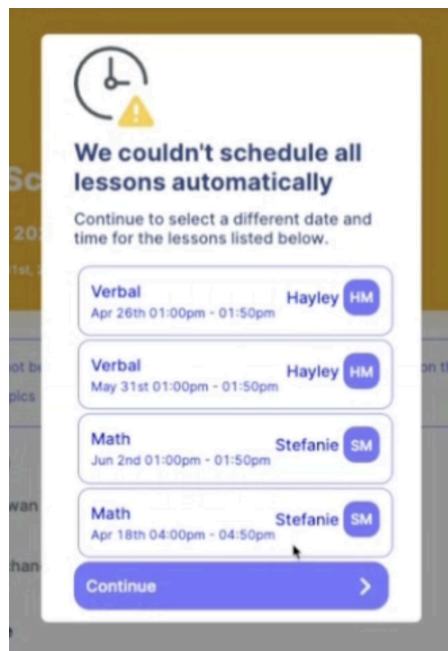 We couldn't schedule all
lessons automatically
Continue to select a different date and
time for the lessons listed below.
Verbal
Hayley HM
Apr 26th 01:00pm - 01:50pm
Verbal
Hayley HM
May 31st 01:00pm - 01:50pm
Math
Stefanie SM
Jun 2nd 01:00pm - 01:50pm
Math
Stefanie SM
Apr 18th 04:00pm - 04:50pm
Continue